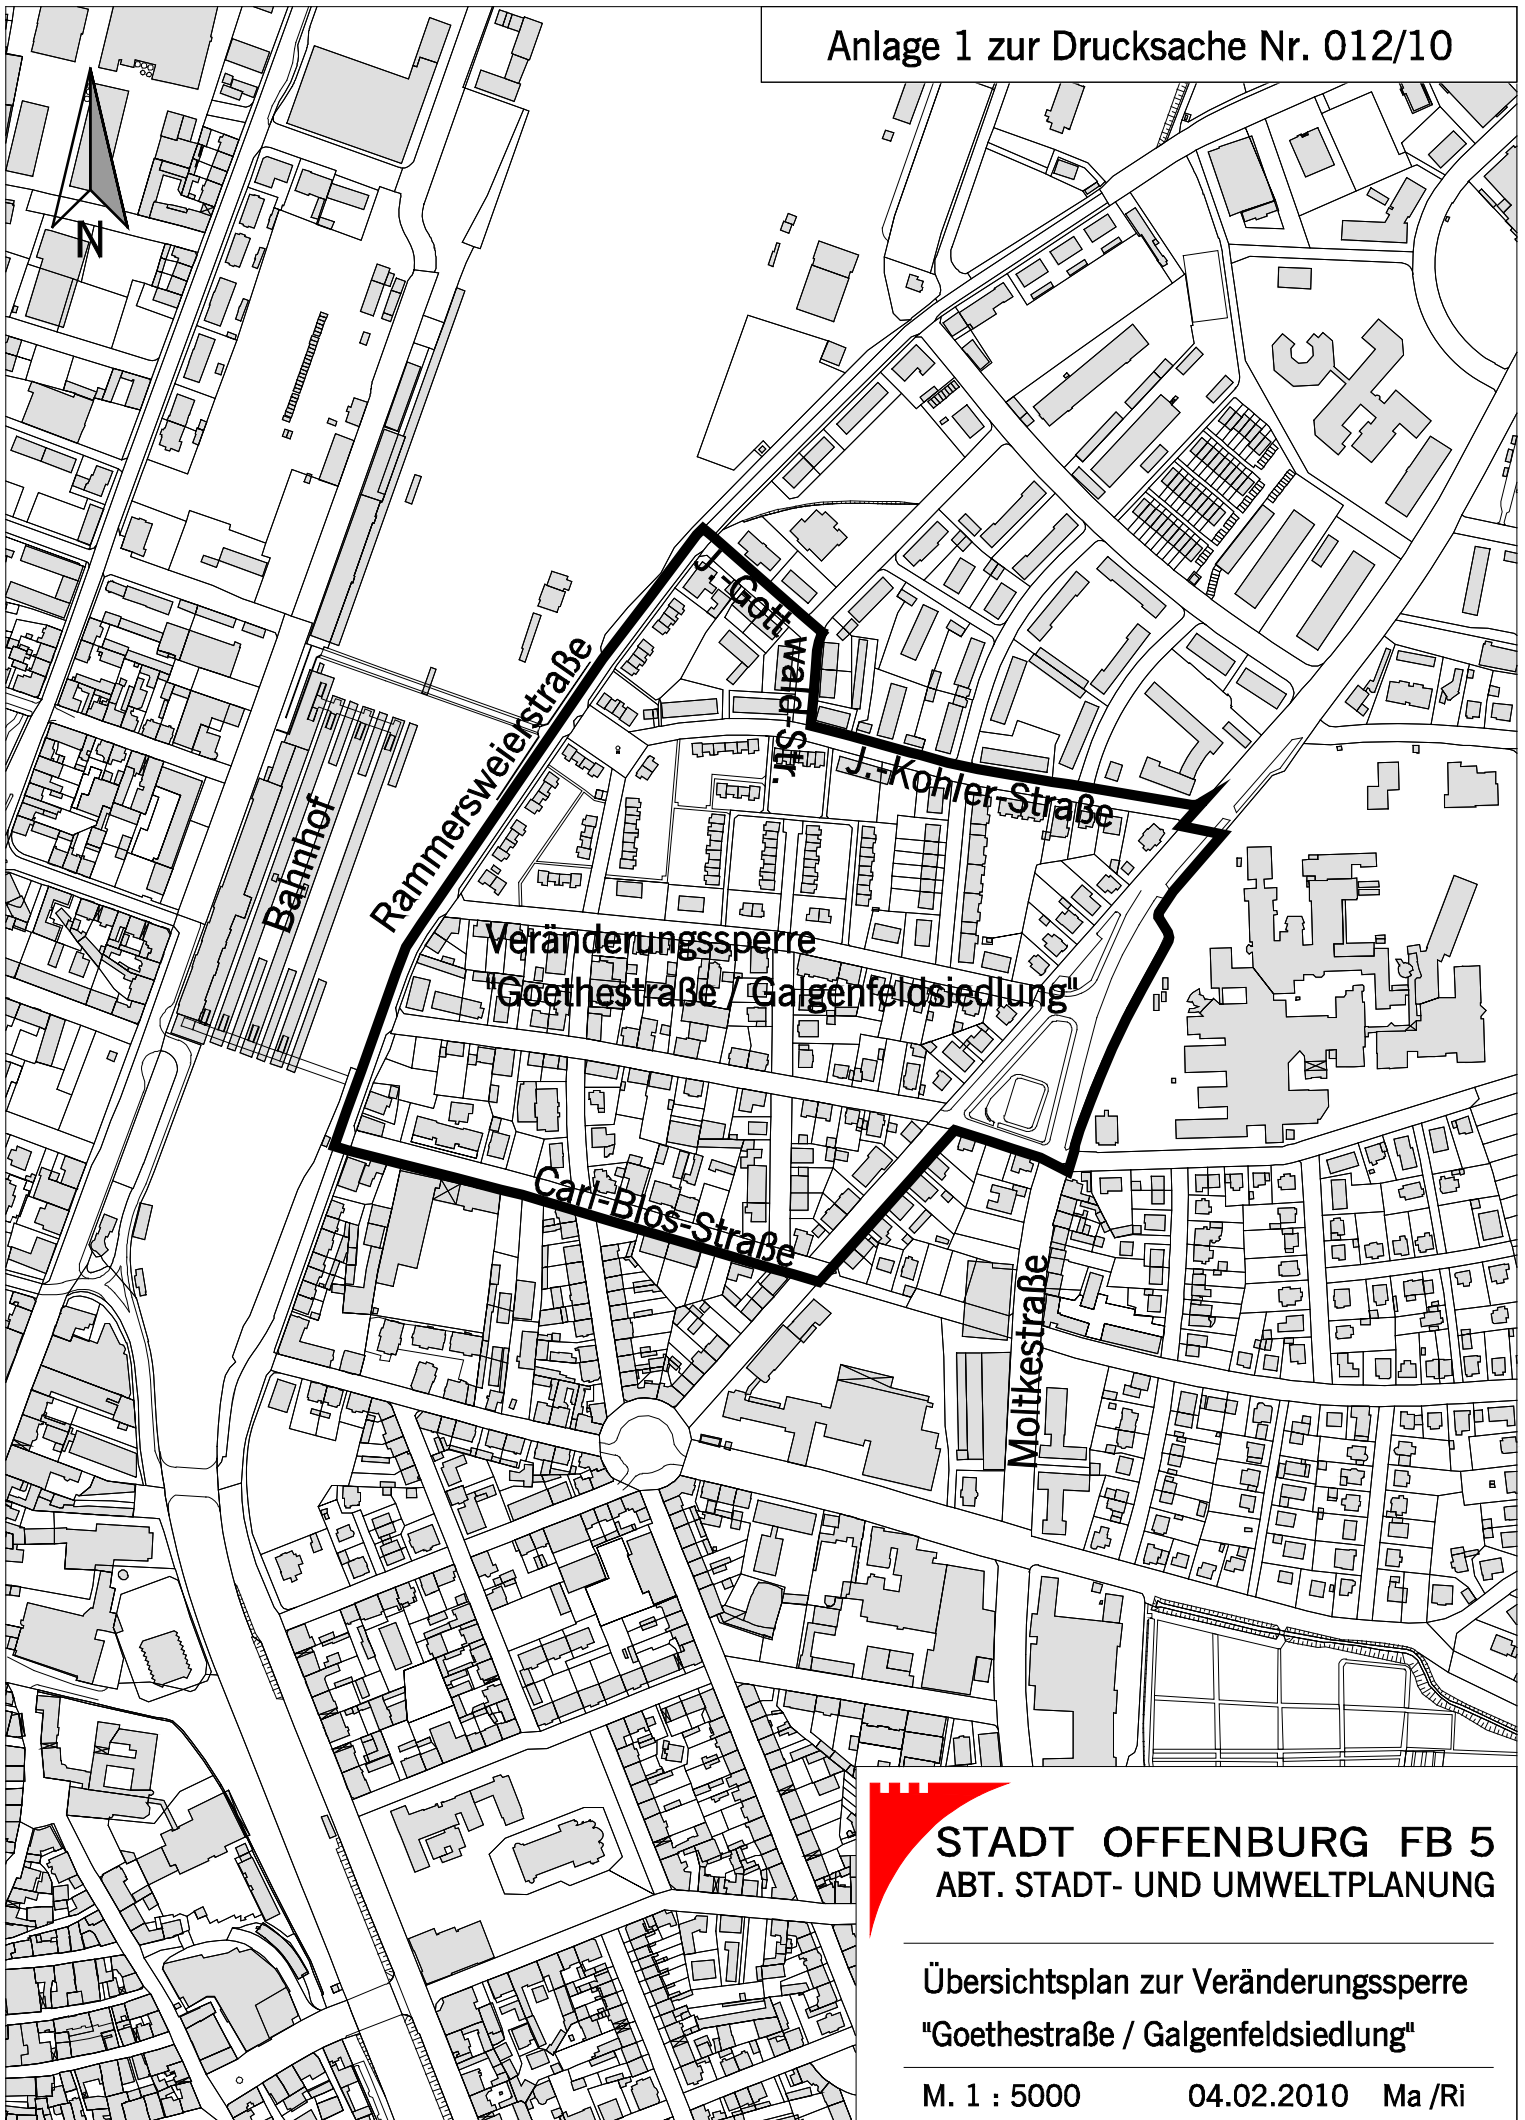 Anlage 1 zur Drucksache Nr. 012/10
N
J.-Gott
wald-Str.
Rammersweierstraße
J.-Kohler-Straße
Bahnhof
Veränderungssperre
"Goethestraße / Galgenfeldsiedlung"
Carl-Blos-Straße
Moltkestraße
STADT OFFENBURG FB 5
ABT. STADT- UND UMWELTPLANUNG
Übersichtsplan zur Veränderungssperre
"Goethestraße / Galgenfeldsiedlung"
M. 1 : 5000 04.02.2010 Ma /Ri